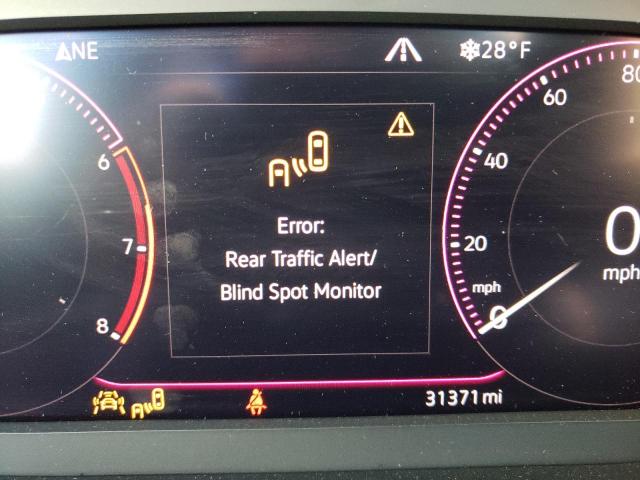 NE
28°F
Error:
Rear Traffic Alert/
Blind Spot Monitor
6
7
8
0
20
40
60
80
mph
0
mph
31371 mi